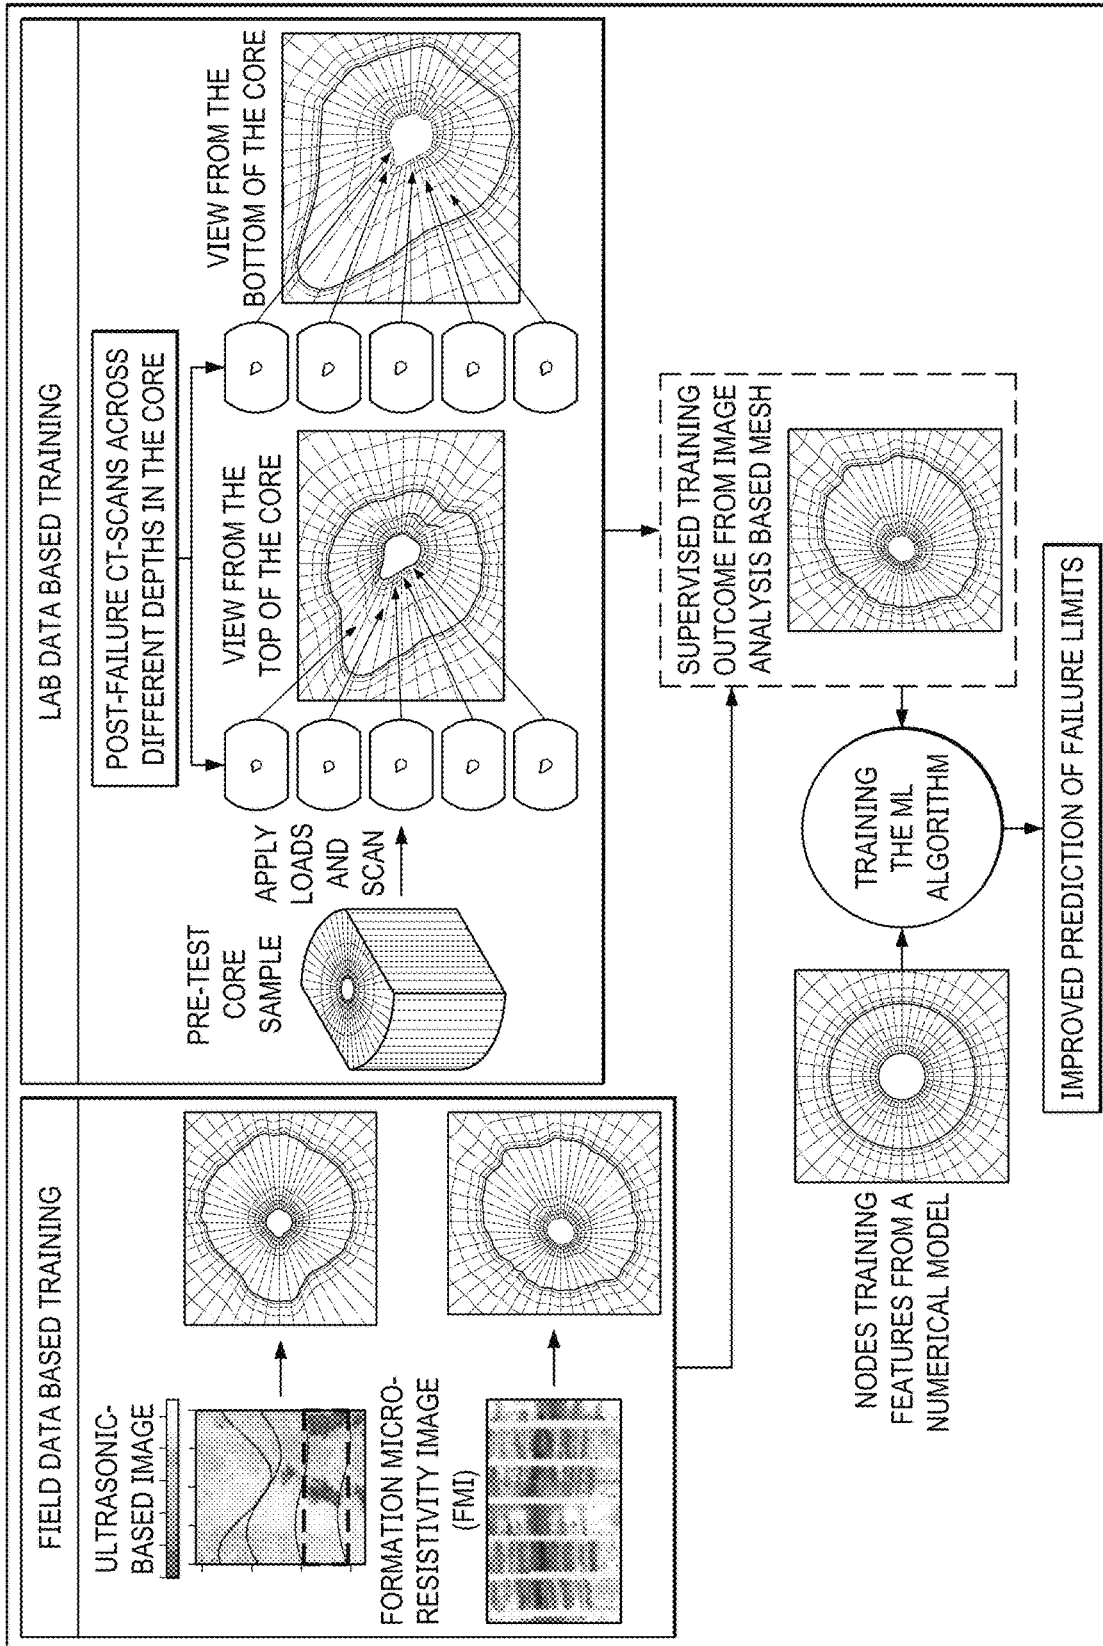 FIELD DATA BASED TRAINING
ULTRASONIC-
BASED IMAGE
FORMATION MICRO-
RESISTIVITY IMAGE
(FMI)
LAB DATA BASED TRAINING
PRE-TEST
CORE
SAMPLE
APPLY
LOADS
AND
SCAN
POST-FAILURE CT-SCANS ACROSS
DIFFERENT DEPTHS IN THE CORE
VIEW FROM THE
TOP OF THE CORE
VIEW FROM THE
BOTTOM OF THE CORE
NODES TRAINING
FEATURES FROM A
NUMERICAL MODEL
TRAINING
THE ML
ALGORITHM
SUPERVISED TRAINING
OUTCOME FROM IMAGE
ANALYSIS BASED MESH
IMPROVED PREDICTION OF FAILURE LIMITS